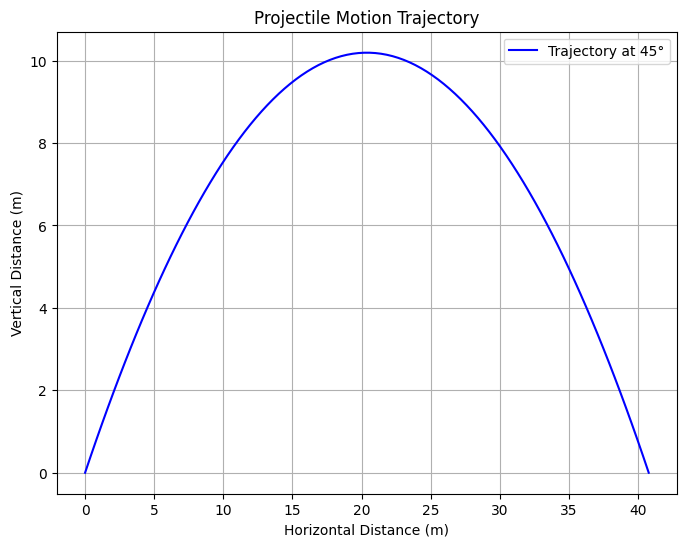 Projectile Motion Trajectory
Trajectory at 45°
Vertical Distance (m)
10
8
6
4
2
0
0 5 10 15 20 25 30 35 40
Horizontal Distance (m)